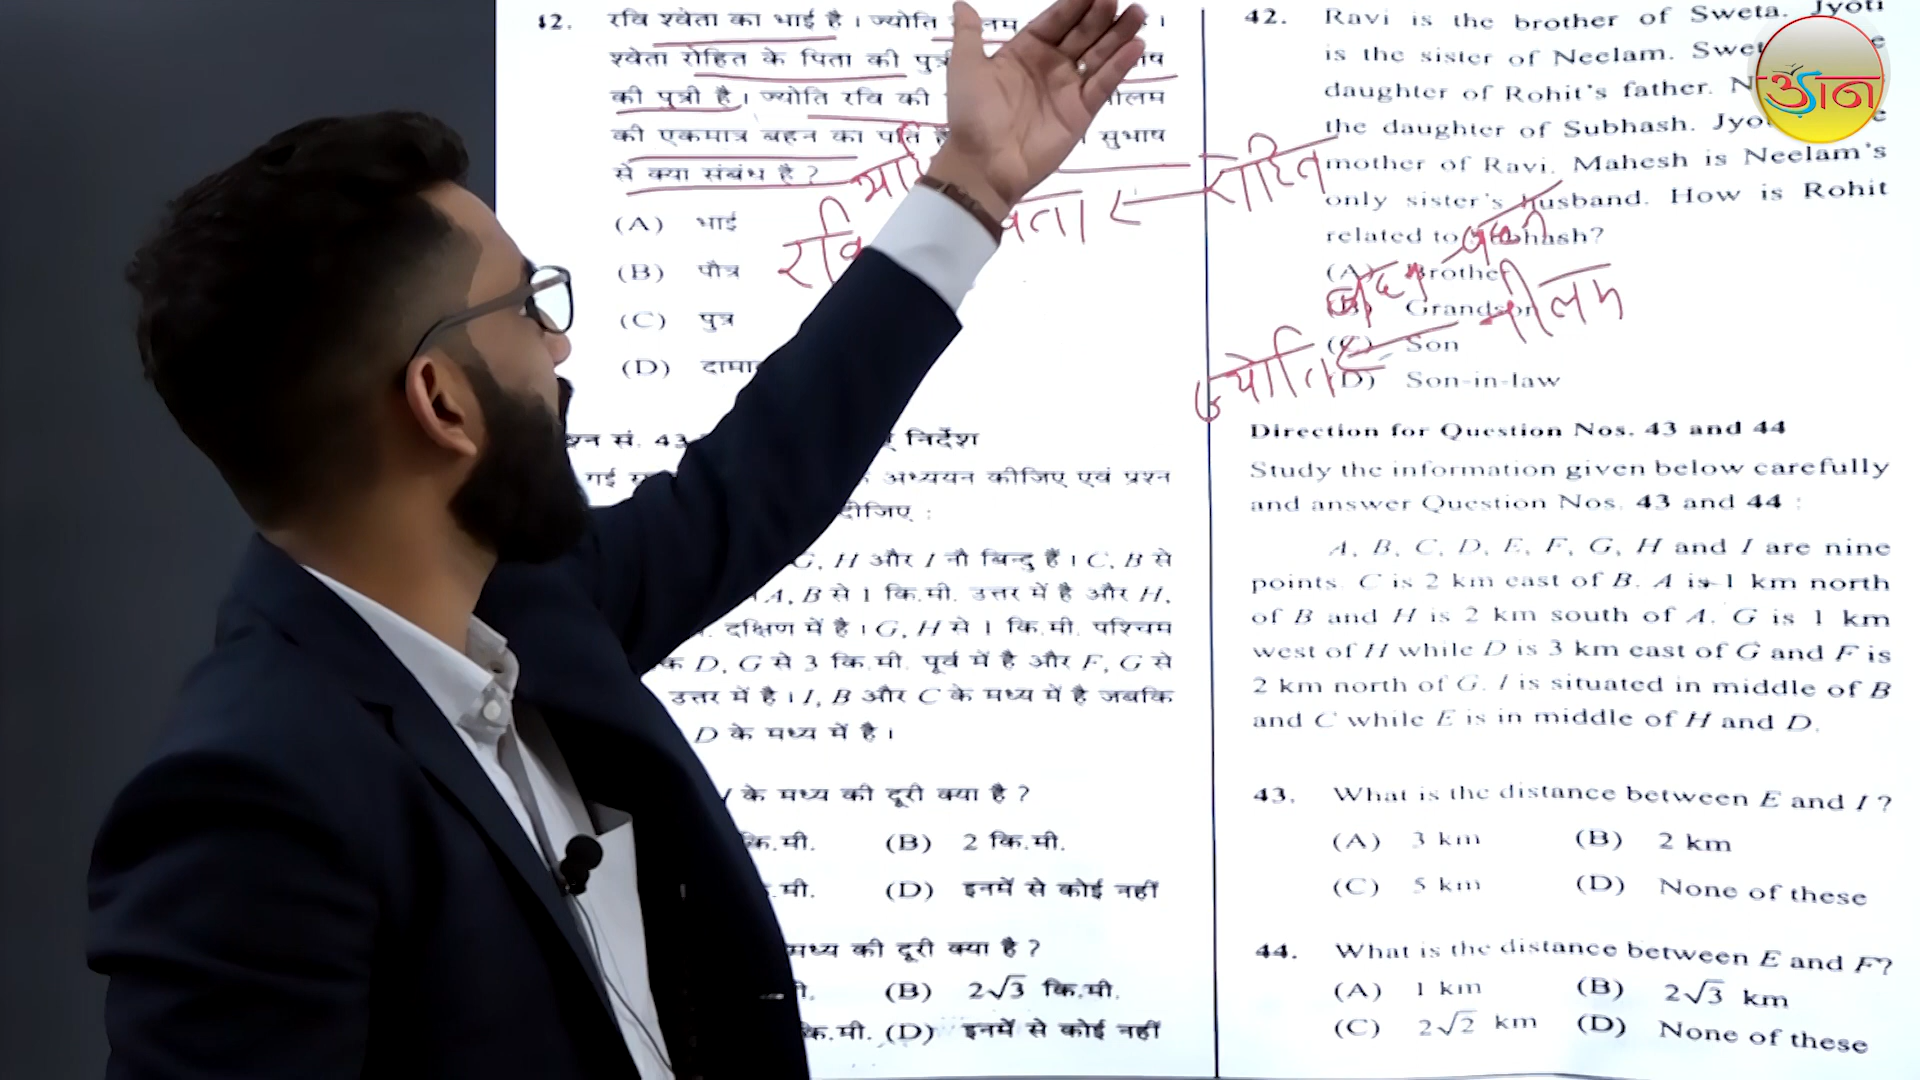 42. रवि श्वेता का भाई है । ज्योति
श्वेता रोहित के पिता की
की पुत्री है । ज्योति रवि की
की एकमात्र बहन का पति सुभाष
से क्या संबंध है ?
(A) भाई
(B) पौत्र
(C) पुत्र
(D)
सं. 43 निर्देश
अध्ययन कीजिए एवं प्रश्न
G, H और I नौ बिन्दु हैं । C, B से
A, B से 1 कि.मी. उत्तर में है और H,
दक्षिण में है । G, H से 1 कि.मी. पश्चिम
D, G से 3 कि.मी. पूर्व में है और F, G से
उत्तर में है । I, B और C के मध्य में है जबकि
D के मध्य में है ।
के मध्य की दूरी क्या है ?
कि.मी. (B) 2 कि.मी.
(D) इनमें से कोई नहीं
मध्य की दूरी क्या है ?
(B) 2√3 कि.मी.
(D) इनमें से कोई नहीं
42. Ravi is the brother of Sweta. Jyoti
is the sister of Neelam.
daughter of Rohit's father.
the daughter of Subhash.
mother of Ravi. Mahesh is Neelam's
only sister's husband. How is Rohit
related to Subhash?
(A) Brother
Grandson
(C) Son
(D) Son-in-law
Direction for Question Nos. 43 and 44
Study the information given below carefully
and answer Question Nos. 43 and 44 :
A, B, C, D, E, F, G, H and I are nine
points. C is 2 km east of B. A is 1 km north
of B and H is 2 km south of A. G is 1 km
west of H while D is 3 km east of G and F is
2 km north of G. I is situated in middle of B
and C while E is in middle of H and D.
43. What is the distance between E and I ?
(A) 3 km (B) 2 km
(C) 5 km (D) None of these
44. What is the distance between E and F?
(A) 1 km (B) 2√3 km
(C) 2√2 km (D) None of these
रोहित
नीलम
ज्योति
उड़ान